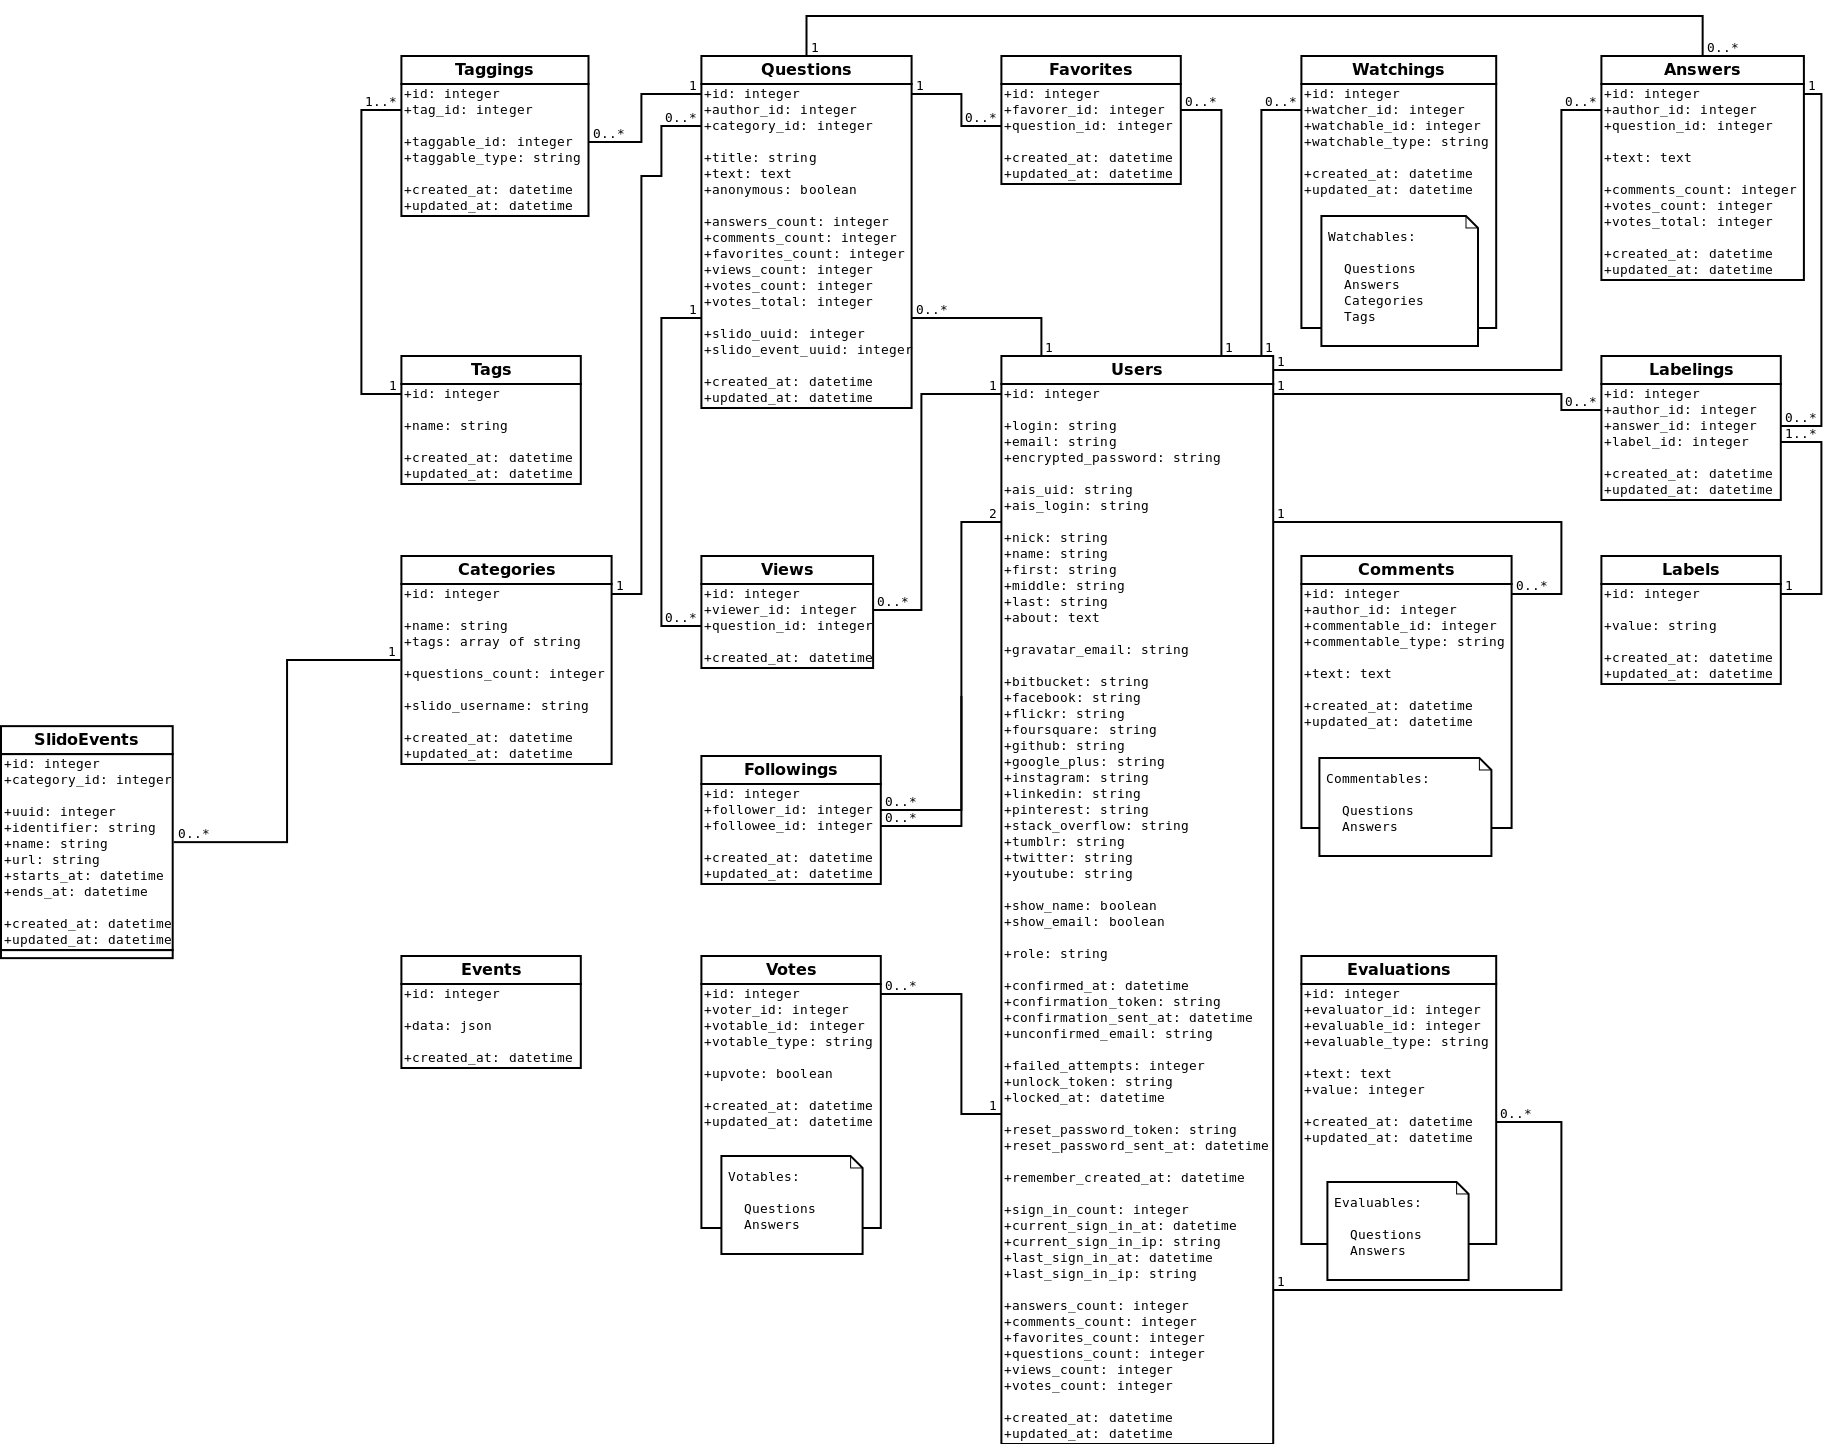 1
0..*
Taggings
+id: integer
+tag_id: integer
+taggable_id: integer
+taggable_type: string
+created_at: datetime
+updated_at: datetime
1..*
0..*
1
0..*
Questions
+id: integer
+author_id: integer
+category_id: integer
+title: string
+text: text
+anonymous: boolean
+answers_count: integer
+comments_count: integer
+favorites_count: integer
+views_count: integer
+votes_count: integer
+votes_total: integer
+slido_uuid: integer
+slido_event_uuid: integer
+created_at: datetime
+updated_at: datetime
1
1
0..*
0..*
Favorites
+id: integer
+favorer_id: integer
+question_id: integer
+created_at: datetime
+updated_at: datetime
0..*
0..*
Watchings
+id: integer
+watcher_id: integer
+watchable_id: integer
+watchable_type: string
+created_at: datetime
+updated_at: datetime
Watchables:
Questions
Answers
Categories
Tags
0..*
Answers
+id: integer
+author_id: integer
+question_id: integer
+text: text
+comments_count: integer
+votes_count: integer
+votes_total: integer
+created_at: datetime
+updated_at: datetime
1
1
Tags
+id: integer
+name: string
+created_at: datetime
+updated_at: datetime
1
1
1
1
1
1
Users
+id: integer
+login: string
+email: string
+encrypted_password: string
+ais_uid: string
+ais_login: string
+nick: string
+name: string
+first: string
+middle: string
+last: string
+about: text
+gravatar_email: string
+bitbucket: string
+facebook: string
+flickr: string
+foursquare: string
+github: string
+google_plus: string
+instagram: string
+linkedin: string
+pinterest: string
+stack_overflow: string
+tumblr: string
+twitter: string
+youtube: string
+show_name: boolean
+show_email: boolean
+role: string
+confirmed_at: datetime
+confirmation_token: string
+confirmation_sent_at: datetime
+unconfirmed_email: string
+failed_attempts: integer
+unlock_token: string
+locked_at: datetime
+reset_password_token: string
+reset_password_sent_at: datetime
+remember_created_at: datetime
+sign_in_count: integer
+current_sign_in_at: datetime
+current_sign_in_ip: string
+last_sign_in_at: datetime
+last_sign_in_ip: string
+answers_count: integer
+comments_count: integer
+favorites_count: integer
+questions_count: integer
+views_count: integer
+votes_count: integer
+created_at: datetime
+updated_at: datetime
0..*
Labelings
+id: integer
+author_id: integer
+answer_id: integer
+label_id: integer
+created_at: datetime
+updated_at: datetime
0..*
1..*
2
1
Categories
+id: integer
+name: string
+tags: array of string
+questions_count: integer
+slido_username: string
+created_at: datetime
+updated_at: datetime
1
1
0..*
Views
+id: integer
+viewer_id: integer
+question_id: integer
+created_at: datetime
0..*
Comments
+id: integer
+author_id: integer
+commentable_id: integer
+commentable_type: string
+text: text
+created_at: datetime
+updated_at: datetime
Commentables:
Questions
Answers
0..*
Labels
+id: integer
+value: string
+created_at: datetime
+updated_at: datetime
1
SlidoEvents
+id: integer
+category_id: integer
+uuid: integer
+identifier: string
+name: string
+url: string
+starts_at: datetime
+ends_at: datetime
+created_at: datetime
+updated_at: datetime
0..*
Followings
+id: integer
+follower_id: integer
+followee_id: integer
+created_at: datetime
+updated_at: datetime
0..*
0..*
Events
+id: integer
+data: json
+created_at: datetime
Votes
+id: integer
+voter_id: integer
+votable_id: integer
+votable_type: string
+upvote: boolean
+created_at: datetime
+updated_at: datetime
Votables:
Questions
Answers
0..*
1
Evaluations
+id: integer
+evaluator_id: integer
+evaluable_id: integer
+evaluable_type: string
+text: text
+value: integer
+created_at: datetime
+updated_at: datetime
Evaluables:
Questions
Answers
0..*
1